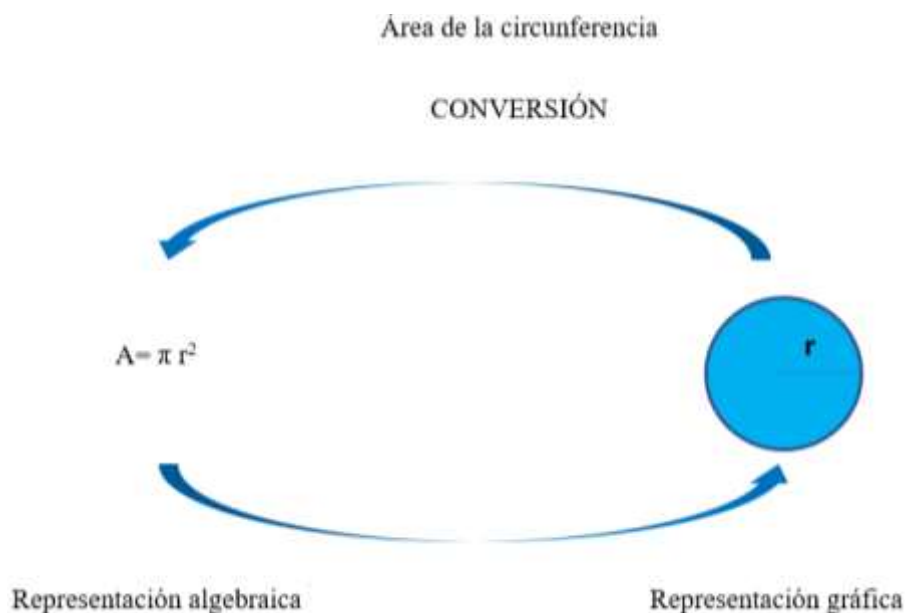 Área de la circunferencia
CONVERSIÓN
r
A= π r²
Representación algebraica
Representación gráfica